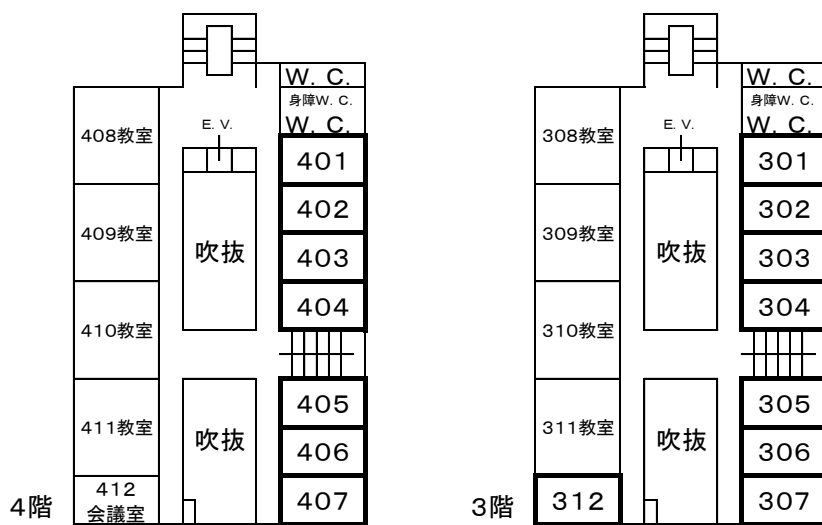 W. C.
身障W. C.
W. C.
408教室
E. V.
401
402
409教室
吹抜
403
404
410教室
405
411教室
吹抜
406
412
会議室
407
4階
W. C.
身障W. C.
W. C.
308教室
E. V.
301
302
309教室
吹抜
303
304
310教室
305
311教室
吹抜
306
312
307
3階